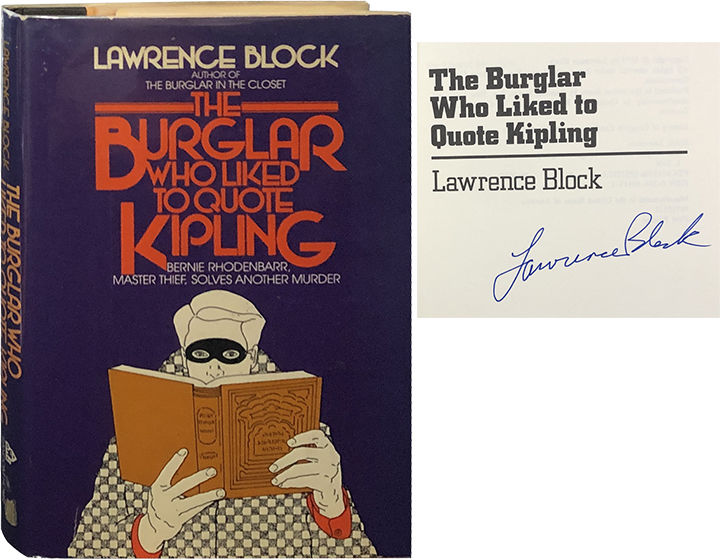 LAWRENCE BLOCK
AUTHOR OF
THE BURGLAR IN THE CLOSET
THE
BURGLAR
WHO LIKED
TO QUOTE
KIPLING
BERNIE RHODENBARR,
MASTER THIEF, SOLVES ANOTHER MURDER
LAWRENCE BLOCK
THE BURGLAR WHO
The Burglar
Who Liked to
Quote Kipling
Lawrence Block
Lawrence Block